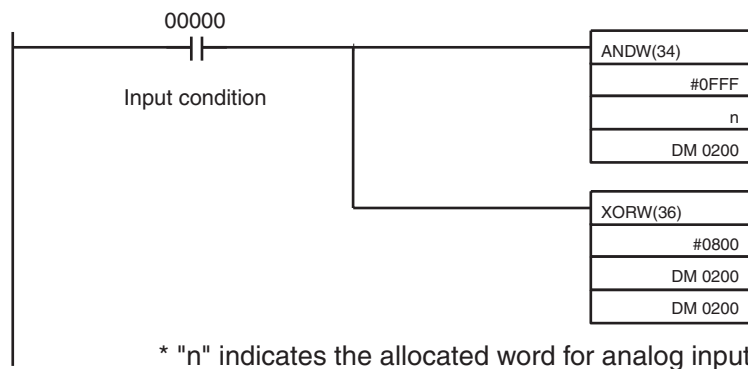 00000
Input condition
ANDW(34)
#0FFF
n
DM 0200
XORW(36)
#0800
DM 0200
DM 0200
* "n" indicates the allocated word for analog input